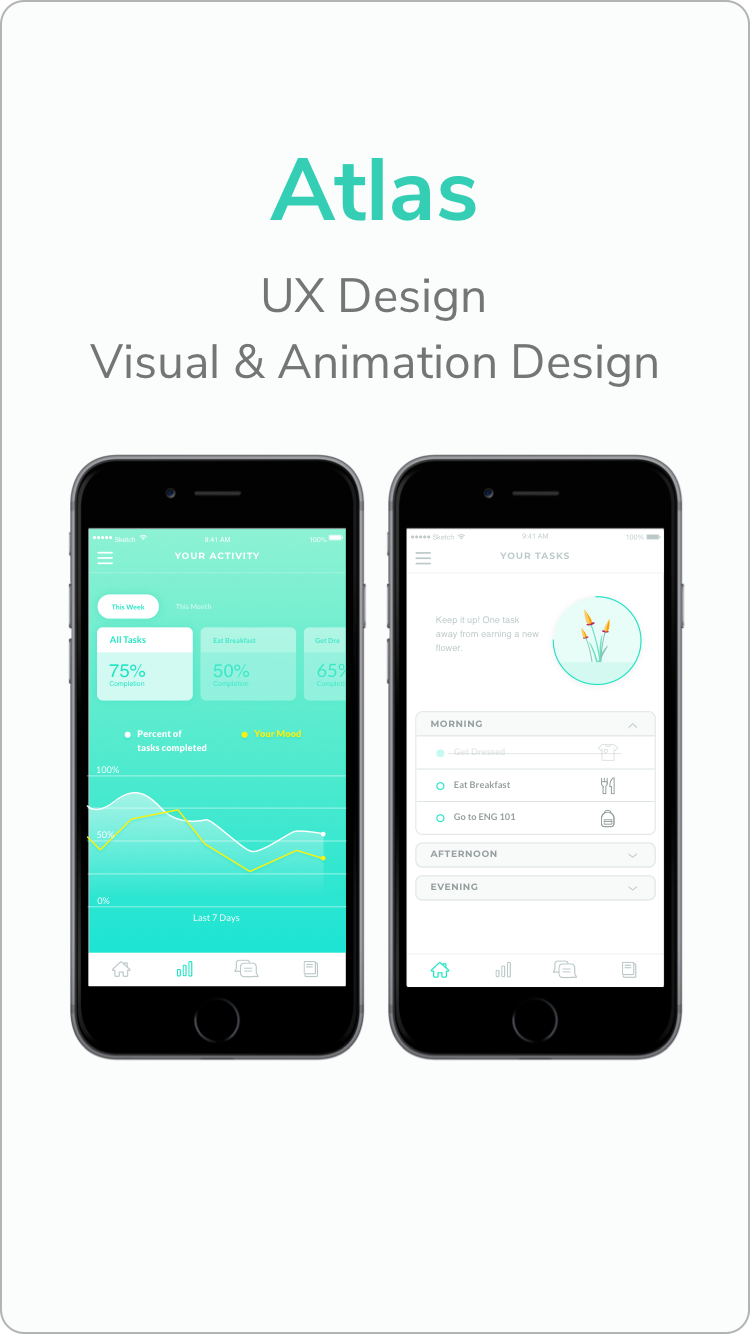 Atlas
UX Design
Visual & Animation Design
Sketch
9:41 AM
100%
YOUR ACTIVITY
This Week
This Month
All Tasks
75%
Completion
Eat Breakfast
50%
Completion
Get Dre
65%
Completi
Percent of
tasks completed
Your Mood
100%
50%
0%
Last 7 Days
Sketch
9:41 AM
100%
YOUR TASKS
Keep it up! One task
away from earning a new
flower.
MORNING
Get Dressed
Eat Breakfast
Go to ENG 101
AFTERNOON
EVENING